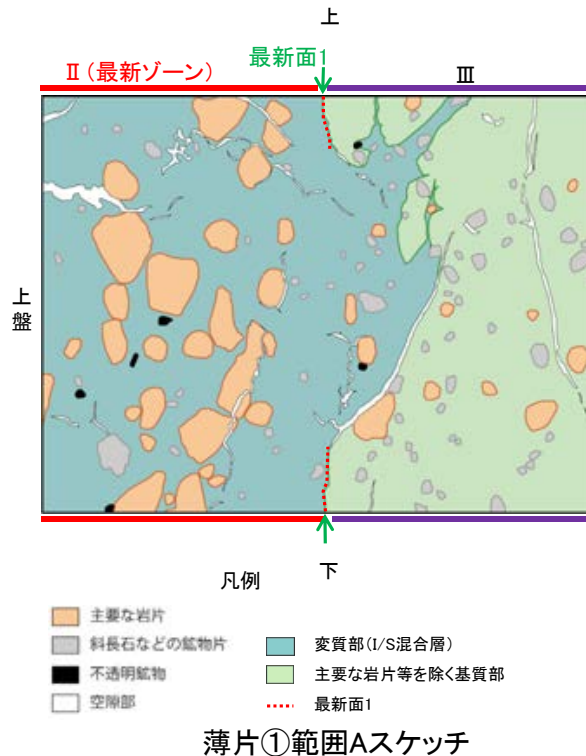 上
最新面1
Ⅱ(最新ゾーン)
Ⅲ
上盤
下
凡例
主要な岩片
斜長石などの鉱物片
不透明鉱物
空隙部
変質部(I/S混合層)
主要な岩片等を除く基質部
最新面1
薄片①範囲Aスケッチ